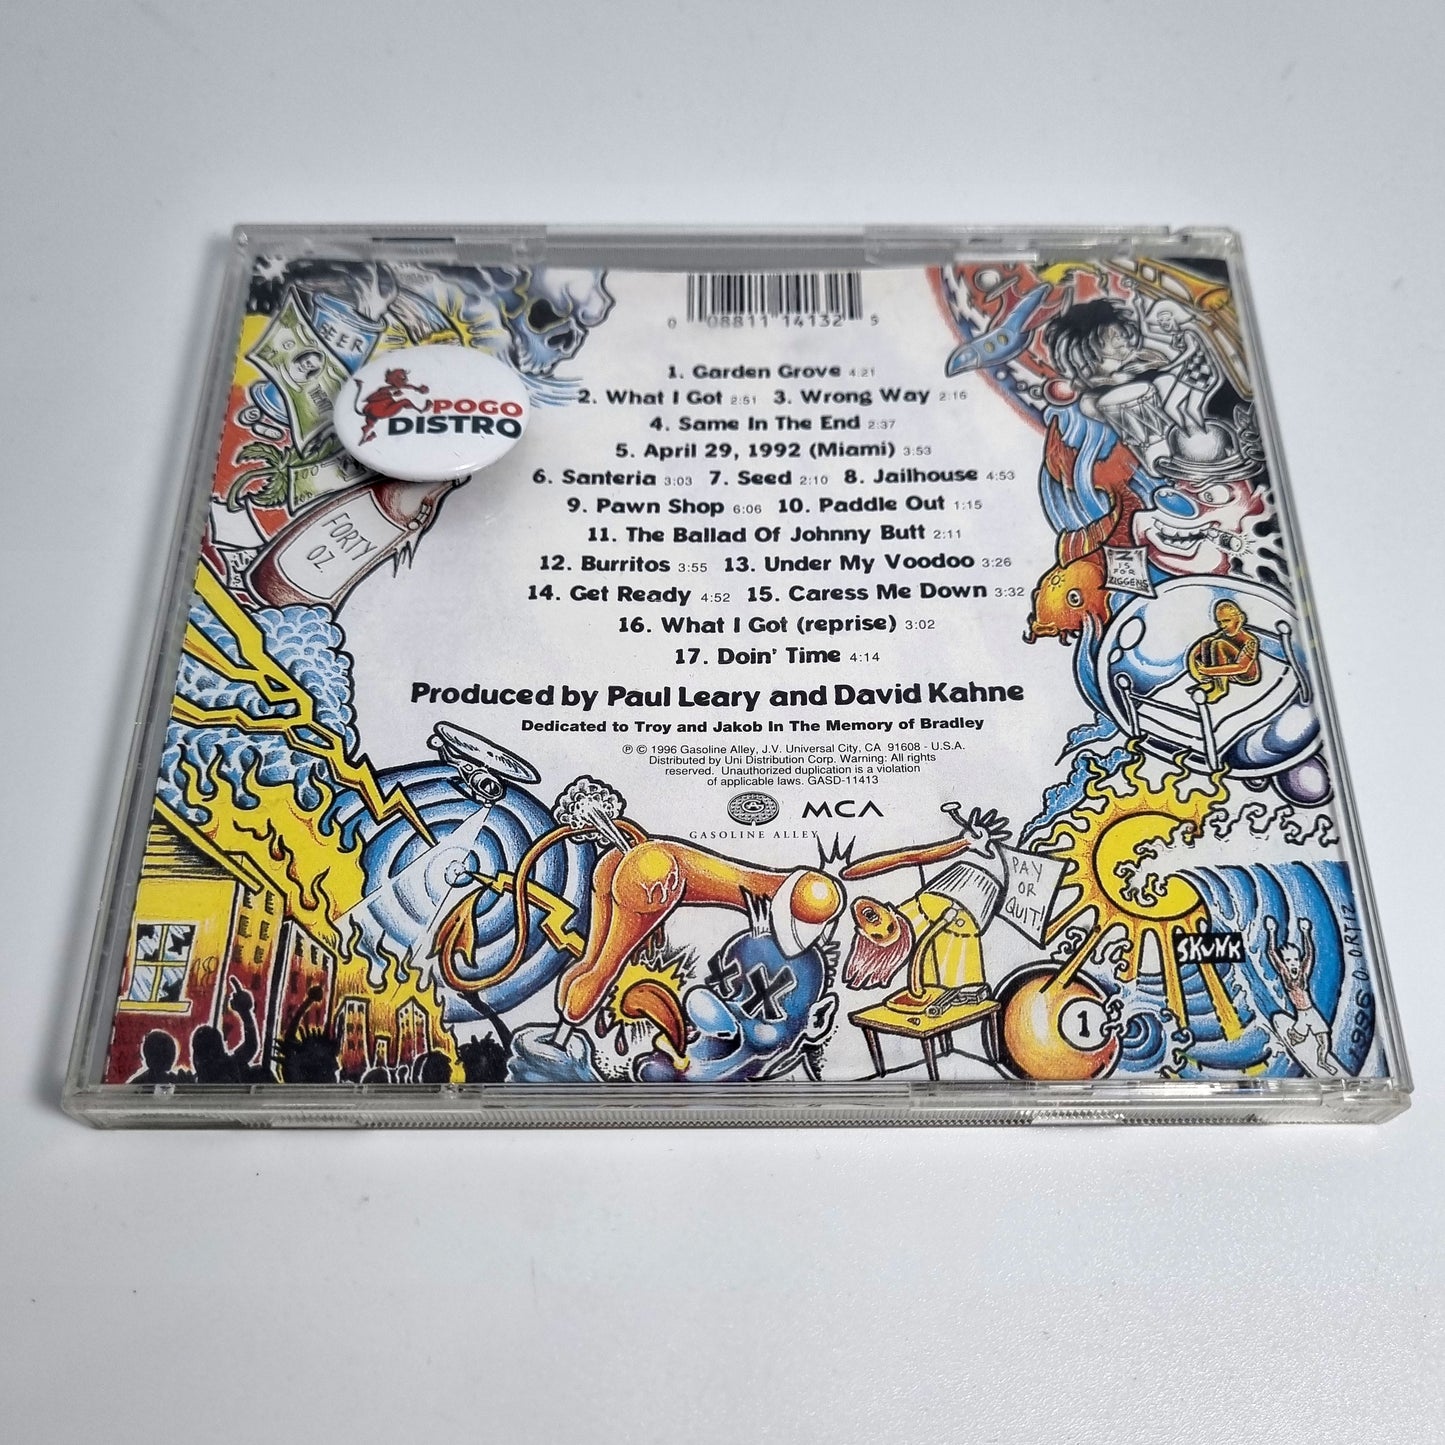 0 08811 14132 5
1. Garden Grove 4:21
2. What I Got 2:51 3. Wrong Way 2:16
4. Same In The End 2:37
5. April 29, 1992 (Miami) 3:53
6. Santeria 3:03 7. Seed 2:10 8. Jailhouse 4:53
9. Pawn Shop 6:06 10. Paddle Out 1:15
11. The Ballad Of Johnny Butt 2:11
12. Burritos 3:55 13. Under My Voodoo 3:26
14. Get Ready 4:52 15. Caress Me Down 3:32
16. What I Got (reprise) 3:02
17. Doin' Time 4:14
Produced by Paul Leary and David Kahne
Dedicated to Troy and Jakob In The Memory of Bradley
℗ © 1996 Gasoline Alley, J.V. Universal City, CA 91608 - U.S.A.
Distributed by Uni Distribution Corp. Warning: All rights
reserved. Unauthorized duplication is a violation
of applicable laws. GASD-11413
GASOLINE ALLEY
MCA
BEER
POGO
DISTRO
FORTY
OZ.
Z
IS
FOR
ZIGGENS
PAY
OR
QUIT!
SKUNK
1
1996 O. ORTIZ